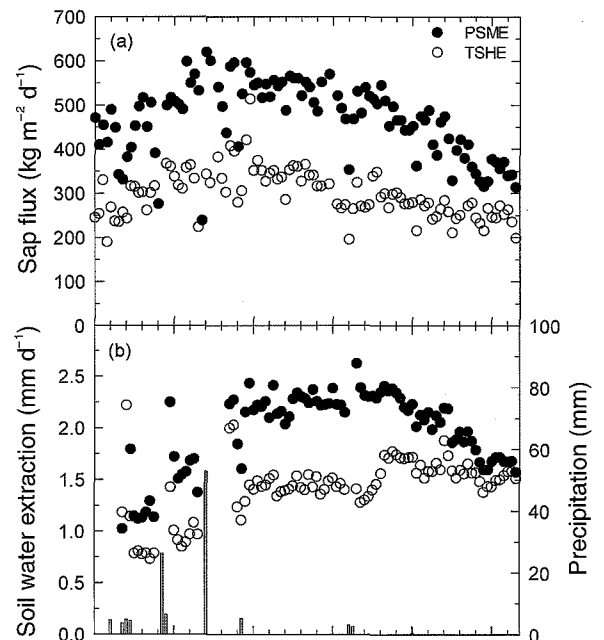 700
(a)
PSME
TSHE
600
500
400
300
200
100
0
Sap flux (kg m⁻² d⁻¹)
(b)
100
2.5
80
2.0
60
1.5
40
1.0
20
0.5
0.0
0
Soil water extraction (mm d⁻¹)
Precipitation (mm)